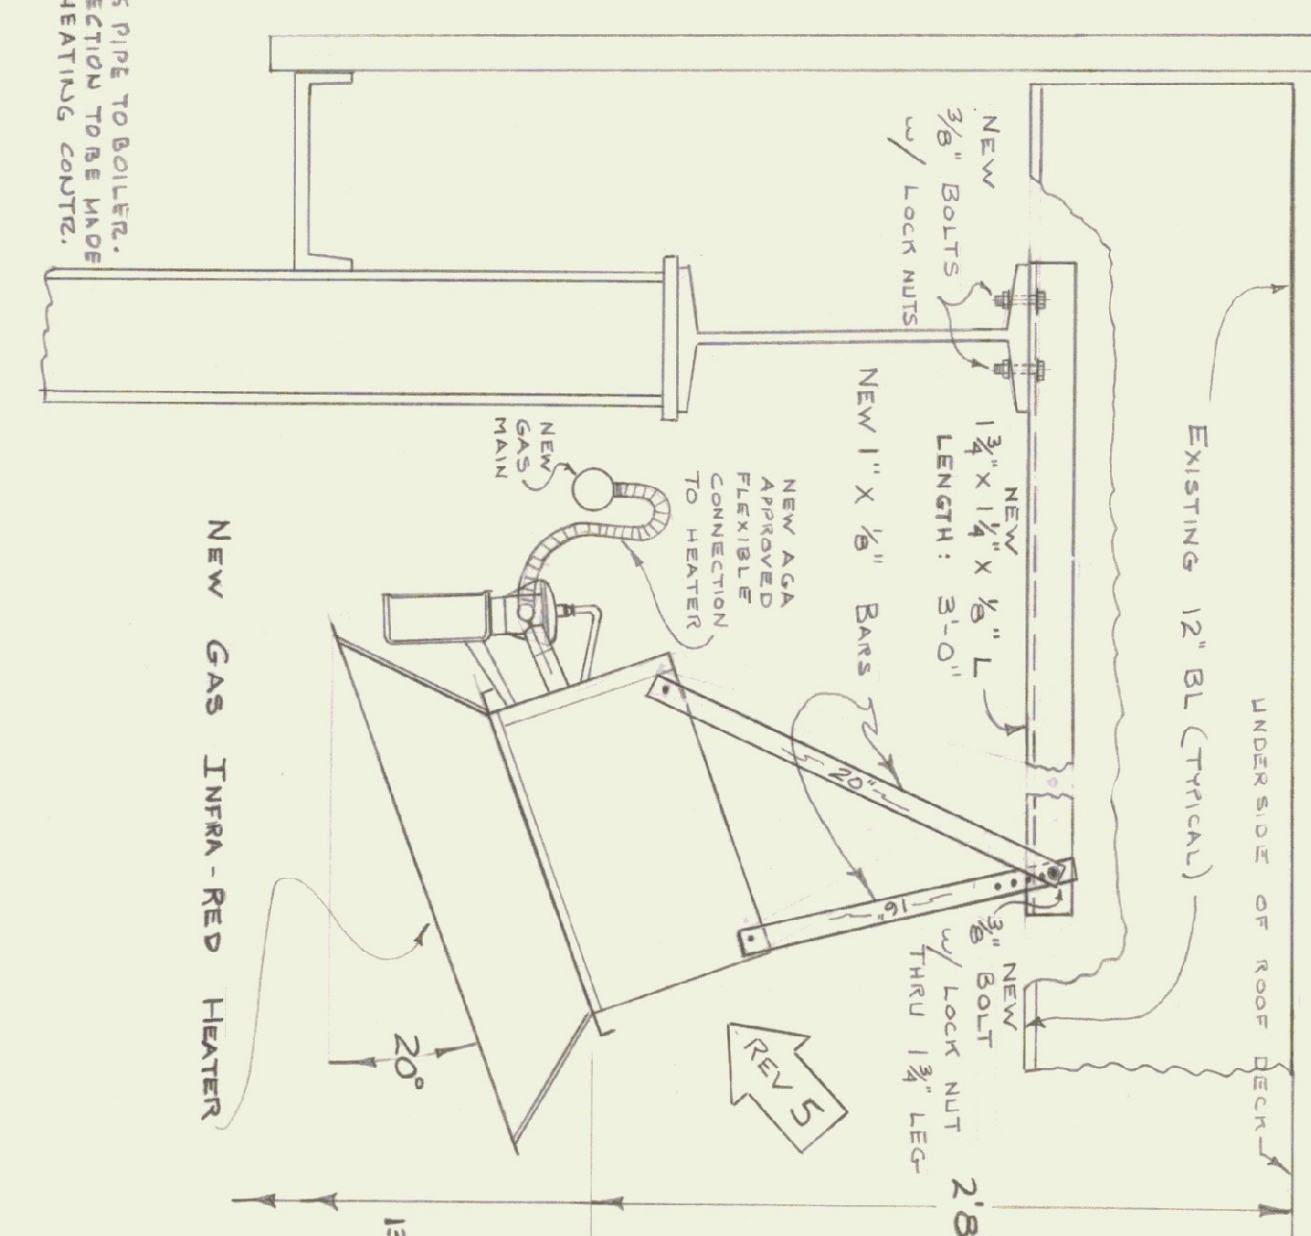 UNDERSIDE OF ROOF DECK
EXISTING 12" BL (TYPICAL)
NEW
3/8" BOLTS
W/ LOCK NUTS
NEW
1 3/4" X 1 1/4" X 1/8" L
LENGTH: 3'-0"
NEW
3/8" BOLT
W/ LOCK NUT
THRU 1 3/4" LEG
2'8
NEW 1" X 1/8" BARS
20"
16"
NEW AGA
APPROVED
FLEXIBLE
CONNECTION
TO HEATER
REV 5
NEW
GAS
MAIN
20°
NEW GAS INFRA-RED HEATER
PIPE TO BOILER.
ECTION TO BE MADE
HEATING CONTR.